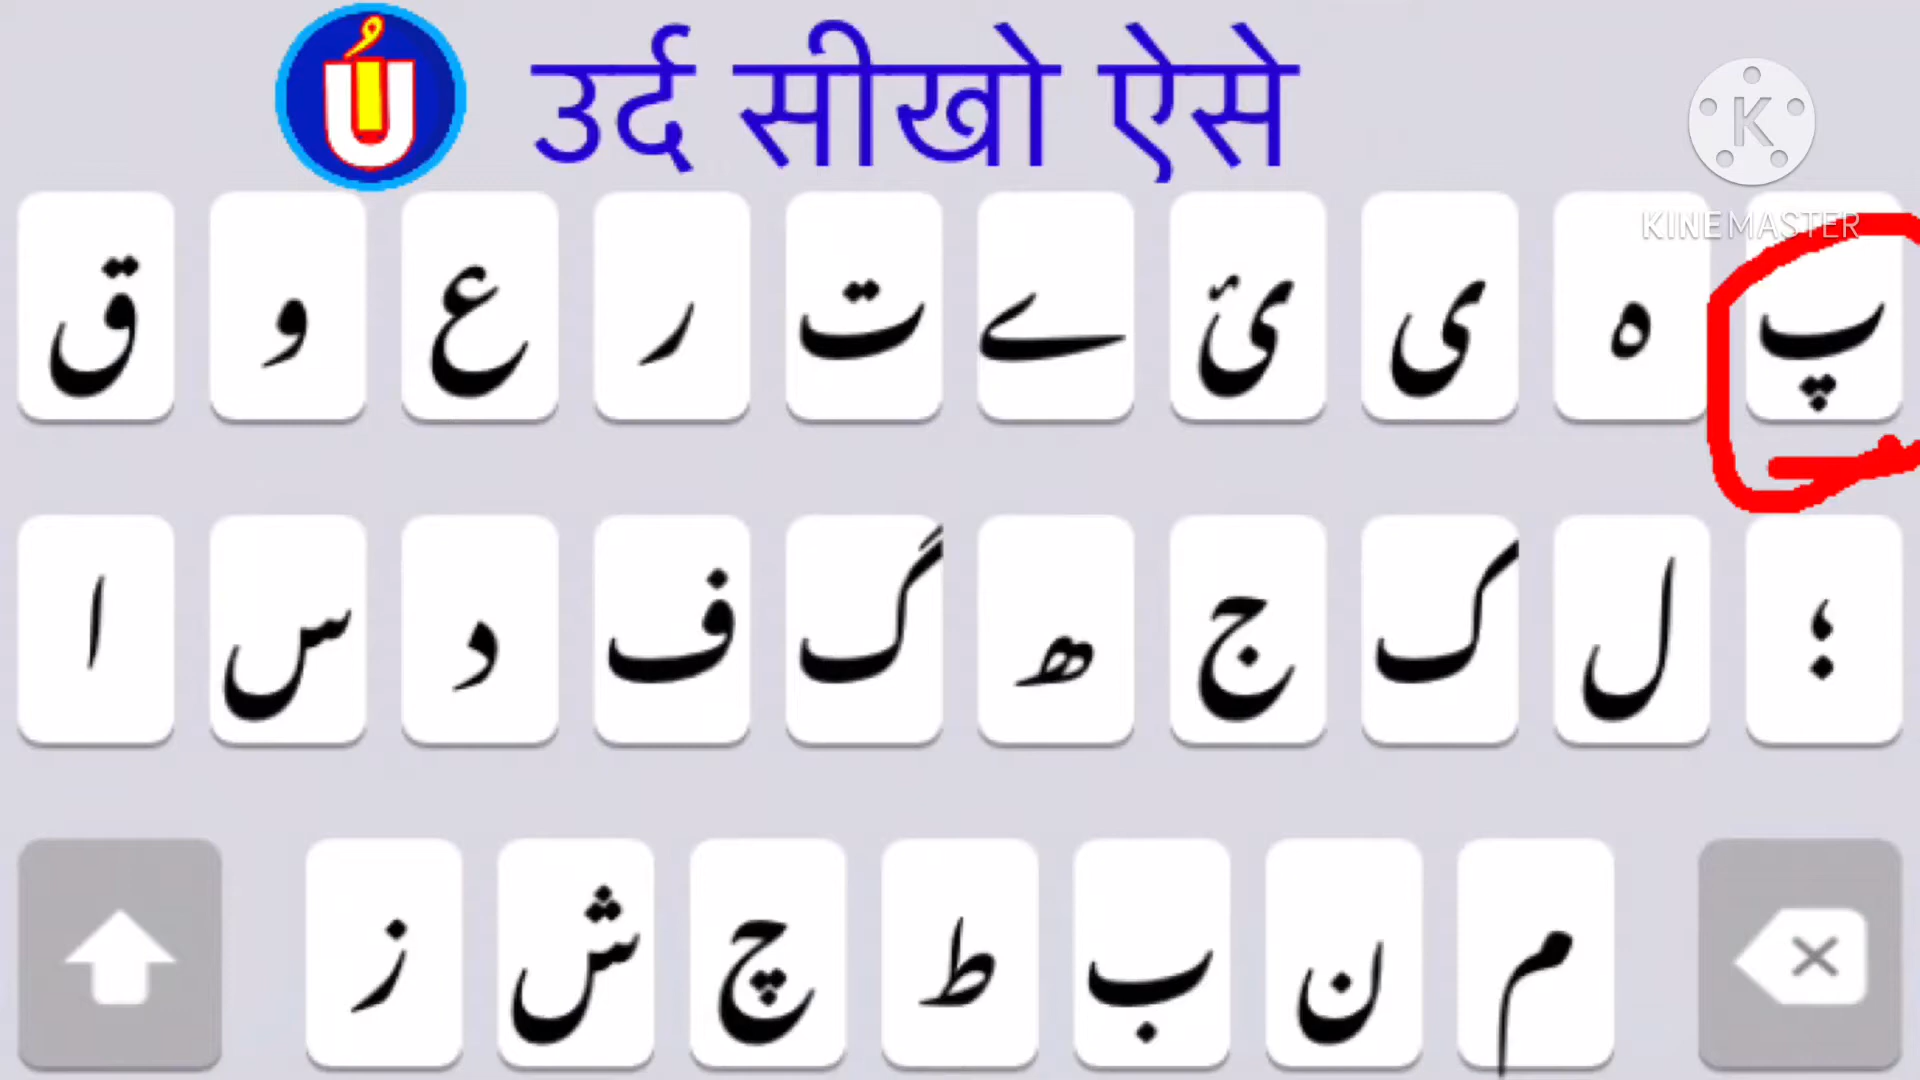 उर्द सीखो ऐसे
K
KINEMASTER
ق و ع ر ت ے ئ ی ہ پ
ا س د ف گ ھ ج ک ل ؛
ز ش چ ط ب ن م